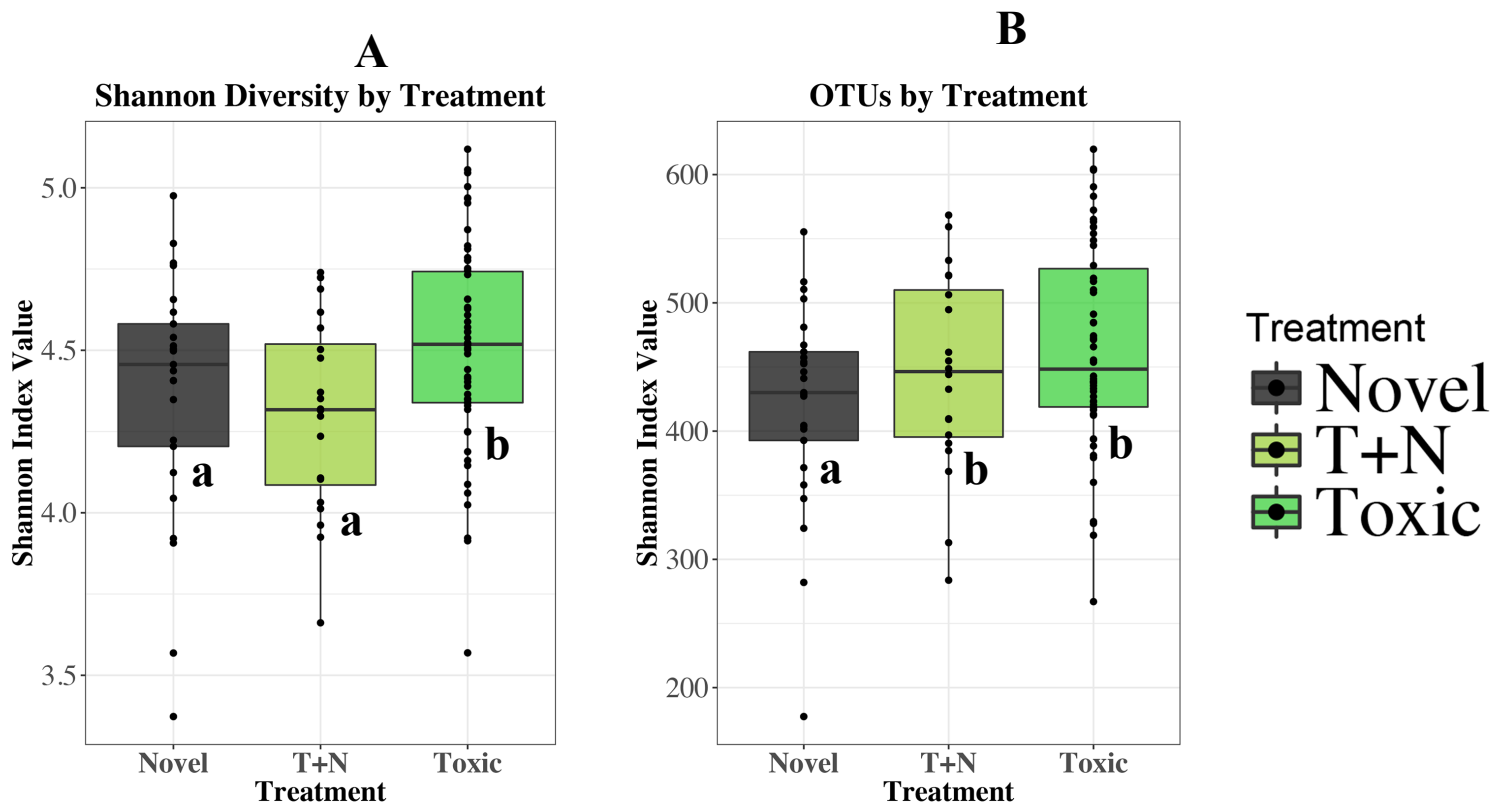 A
Shannon Diversity by Treatment
Shannon Index Value
5.0
4.5
4.0
3.5
a
a
b
Novel T+N Toxic
Treatment
B
OTUs by Treatment
Shannon Index Value
600
500
400
300
200
a
b
b
Novel T+N Toxic
Treatment
Treatment
Novel
T+N
Toxic